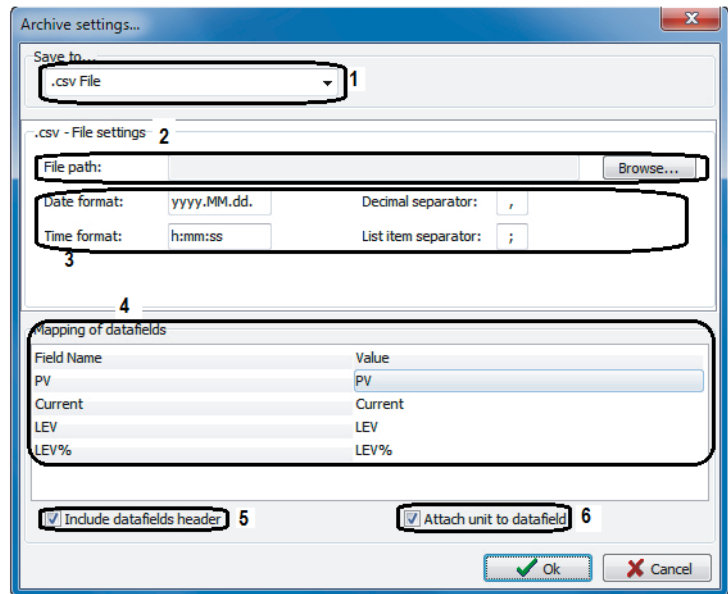 Archive settings...
Save to...
.csv File
1
.csv - File settings 2
File path: Browse...
Date format: yyyy.MM.dd. Decimal separator: ,
Time format: h:mm:ss List item separator: ;
3
4
Mapping of datafields
Field Name Value
PV PV
Current Current
LEV LEV
LEV% LEV%
Include datafields header 5 Attach unit to datafield 6
Ok Cancel